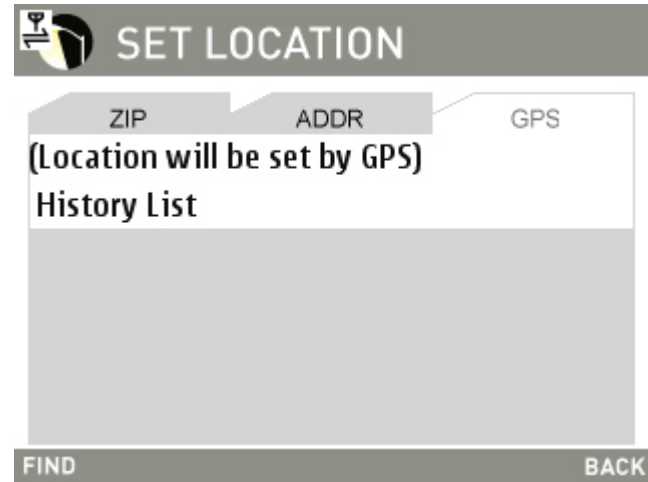 SET LOCATION
ZIP ADDR GPS
(Location will be set by GPS)
History List
FIND BACK